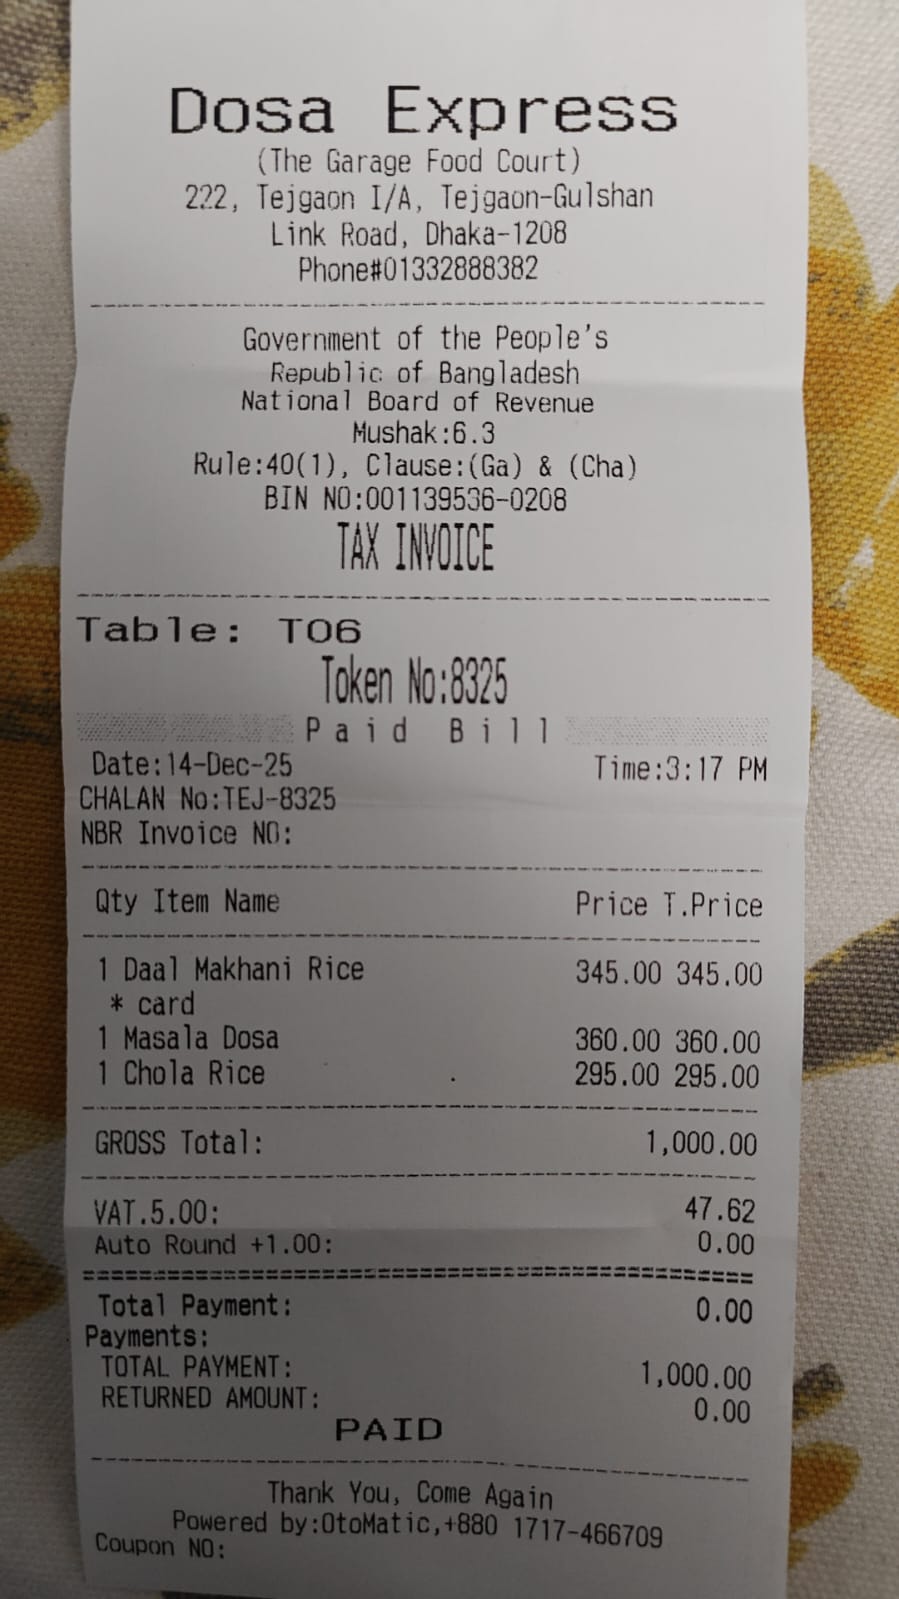 Dosa Express
(The Garage Food Court)
222, Tejgaon I/A, Tejgaon-Gulshan
Link Road, Dhaka-1208
Phone#01332888382
Government of the People's
Republic of Bangladesh
National Board of Revenue
Mushak:6.3
Rule:40(1), Clause:(Ga) & (Cha)
BIN NO:001139536-0208
TAX INVOICE
Table: T06
Token No:8325
Paid Bill
Date:14-Dec-25 Time:3:17 PM
CHALAN No:TEJ-8325
NBR Invoice NO:
Qty Item Name Price T.Price
1 Daal Makhani Rice 345.00 345.00
* card
1 Masala Dosa 360.00 360.00
1 Chola Rice 295.00 295.00
GROSS Total: 1,000.00
VAT.5.00: 47.62
Auto Round +1.00: 0.00
Total Payment: 0.00
Payments:
TOTAL PAYMENT: 1,000.00
RETURNED AMOUNT: 0.00
PAID
Thank You, Come Again
Powered by:OtoMatic,+880 1717-466709
Coupon NO: